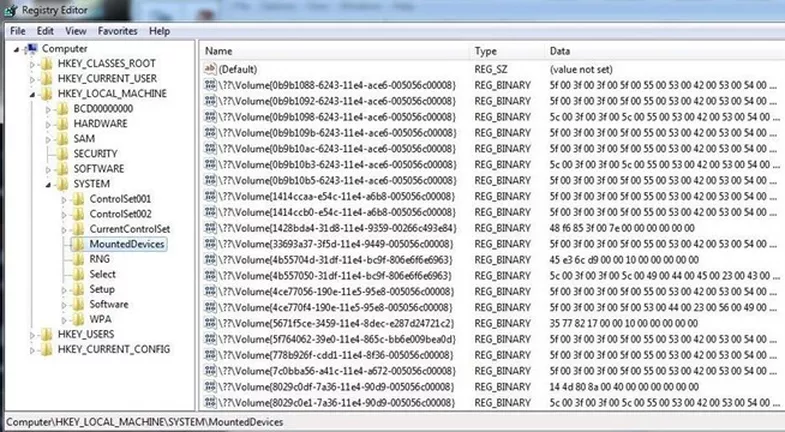 Registry Editor
File Edit View Favorites Help
Computer
HKEY_CLASSES_ROOT
HKEY_CURRENT_USER
HKEY_LOCAL_MACHINE
BCD00000000
HARDWARE
SAM
SECURITY
SOFTWARE
SYSTEM
ControlSet001
ControlSet002
CurrentControlSet
MountedDevices
RNG
Select
Setup
Software
WPA
HKEY_USERS
HKEY_CURRENT_CONFIG
Name Type Data
(Default) REG_SZ (value not set)
\??\Volume{0b9b1088-6243-11e4-ace6-005056c00008} REG_BINARY 5f 00 3f 00 3f 00 5f 00 55 00 53 00 42 00 53 00 54 00 ...
\??\Volume{0b9b1092-6243-11e4-ace6-005056c00008} REG_BINARY 5f 00 3f 00 3f 00 5f 00 55 00 53 00 42 00 53 00 54 00 ...
\??\Volume{0b9b1098-6243-11e4-ace6-005056c00008} REG_BINARY 5c 00 3f 00 3f 00 5c 00 55 00 53 00 42 00 53 00 54 00 ...
\??\Volume{0b9b109b-6243-11e4-ace6-005056c00008} REG_BINARY 5f 00 3f 00 3f 00 5f 00 55 00 53 00 42 00 53 00 54 00 ...
\??\Volume{0b9b10ac-6243-11e4-ace6-005056c00008} REG_BINARY 5f 00 3f 00 3f 00 5f 00 55 00 53 00 42 00 53 00 54 00 ...
\??\Volume{0b9b10b3-6243-11e4-ace6-005056c00008} REG_BINARY 5c 00 3f 00 3f 00 5c 00 55 00 53 00 42 00 53 00 54 00 ...
\??\Volume{0b9b10b5-6243-11e4-ace6-005056c00008} REG_BINARY 5f 00 3f 00 3f 00 5f 00 55 00 53 00 42 00 53 00 54 00 ...
\??\Volume{1414ccaa-e54c-11e4-a6b8-005056c00008} REG_BINARY 5f 00 3f 00 3f 00 5f 00 55 00 53 00 42 00 53 00 54 00 ...
\??\Volume{1414ccb0-e54c-11e4-a6b8-005056c00008} REG_BINARY 5f 00 3f 00 3f 00 5f 00 55 00 53 00 42 00 53 00 54 00 ...
\??\Volume{1428bda4-31d8-11e4-9359-00266c493e84} REG_BINARY 48 f6 85 3f 00 7e 00 00 00 00 00 00
\??\Volume{33693a37-3f5d-11e4-9449-005056c00008} REG_BINARY 5f 00 3f 00 3f 00 5f 00 55 00 53 00 42 00 53 00 54 00 ...
\??\Volume{4b55704d-31df-11e4-bc9f-806e6f6e6963} REG_BINARY 45 e3 6c d9 00 00 10 00 00 00 00 00
\??\Volume{4b557050-31df-11e4-bc9f-806e6f6e6963} REG_BINARY 5c 00 3f 00 3f 00 5c 00 49 00 44 00 45 00 23 00 43 00 ...
\??\Volume{4ce77056-190b-11e5-95e8-005056c00008} REG_BINARY 5f 00 3f 00 3f 00 5f 00 55 00 53 00 42 00 53 00 54 00 ...
\??\Volume{4ce770f4-190b-11e5-95e8-005056c00008} REG_BINARY 5f 00 3f 00 3f 00 5f 00 53 00 44 00 23 00 56 00 49 00 ...
\??\Volume{5671f5ce-3459-11e4-8dec-e287d24721c2} REG_BINARY 35 77 82 17 00 00 10 00 00 00 00 00
\??\Volume{5f764062-39e0-11e4-865c-bb6e009bea0d} REG_BINARY 5f 00 3f 00 3f 00 5f 00 55 00 53 00 42 00 53 00 54 00 ...
\??\Volume{778b926f-cdd1-11e4-8f36-005056c00008} REG_BINARY 5f 00 3f 00 3f 00 5f 00 55 00 53 00 42 00 53 00 54 00 ...
\??\Volume{7c0bba56-a41c-11e4-a672-005056c00008} REG_BINARY 5f 00 3f 00 3f 00 5f 00 55 00 53 00 42 00 53 00 54 00 ...
\??\Volume{8029c0df-7a36-11e4-90d9-005056c00008} REG_BINARY 14 4d 80 8a 00 40 00 00 00 00 00 00
\??\Volume{8029c0e1-7a36-11e4-90d9-005056c00008} REG_BINARY 5c 00 3f 00 3f 00 5c 00 55 00 53 00 42 00 53 00 54 00 ...
Computer\HKEY_LOCAL_MACHINE\SYSTEM\MountedDevices